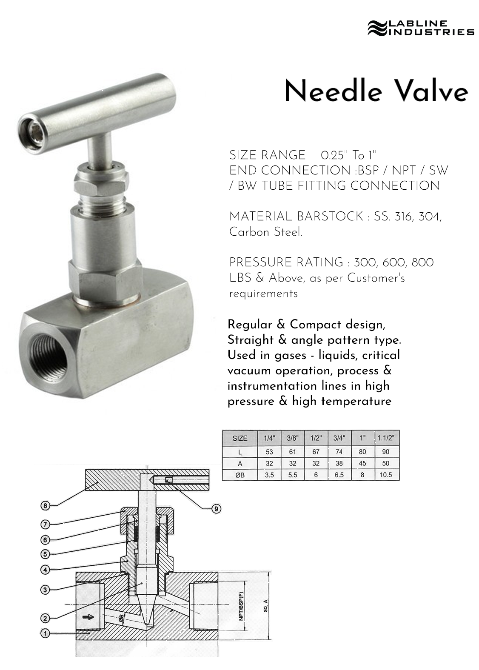 LABLINE
INDUSTRIES
Needle Valve
SIZE RANGE 0.25" To 1"
END CONNECTION :BSP / NPT / SW
/ BW TUBE FITTING CONNECTION
MATERIAL BARSTOCK : SS. 316, 304,
Carbon Steel.
PRESSURE RATING : 300, 600, 800
LBS & Above, as per Customer's
requirements
Regular & Compact design,
Straight & angle pattern type.
Used in gases - liquids, critical
vacuum operation, process &
instrumentation lines in high
pressure & high temperature
SIZE 1/4" 3/8" 1/2" 3/4" 1" 1 1/2"
L 53 61 67 74 80 90
A 32 32 32 38 45 50
ØB 3.5 5.5 6 6.5 8 10.5
8
9
7
6
5
4
3
2
1
ØB